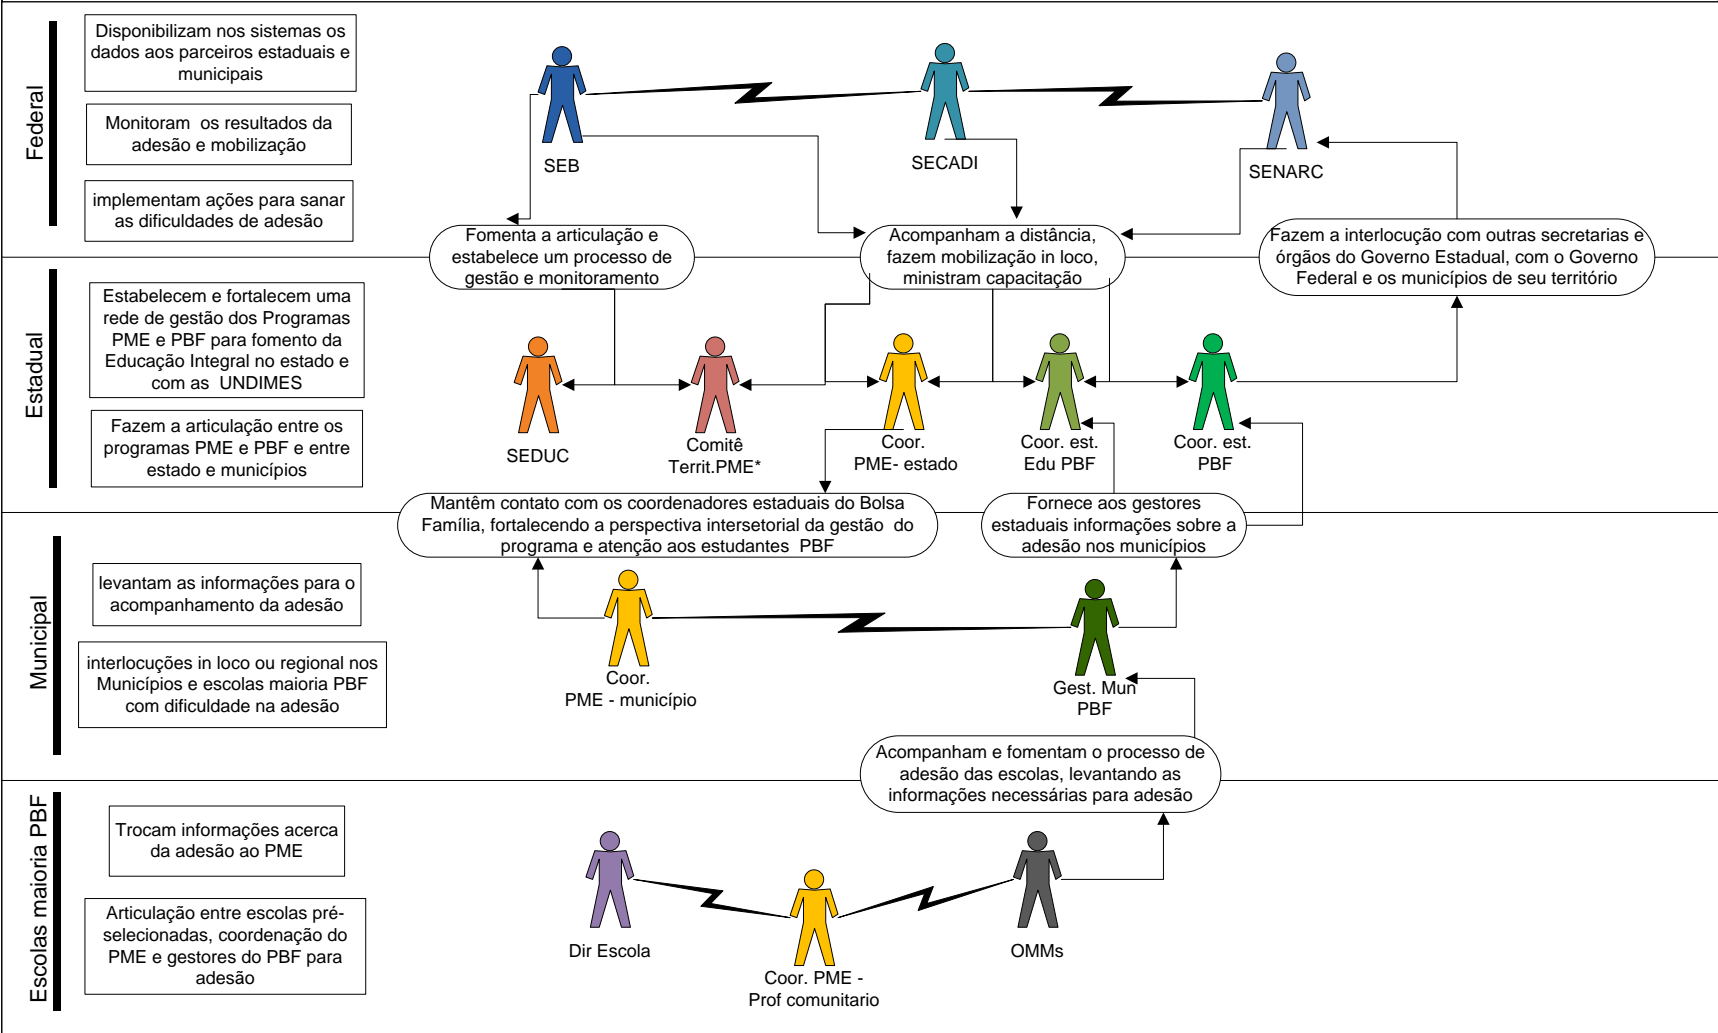 Federal
Disponibilizam nos sistemas os
dados aos parceiros estaduais e
municipais
Monitoram os resultados da
adesão e mobilização
implementam ações para sanar
as dificuldades de adesão
SEB
SECADI
SENARC
Fomenta a articulação e
estabelece um processo de
gestão e monitoramento
Acompanham a distância,
fazem mobilização in loco,
ministram capacitação
Fazem a interlocução com outras secretarias e
órgãos do Governo Estadual, com o Governo
Federal e os municípios de seu território
Estadual
Estabelecem e fortalecem uma
rede de gestão dos Programas
PME e PBF para fomento da
Educação Integral no estado e
com as UNDIMES
Fazem a articulação entre os
programas PME e PBF e entre
estado e municípios
SEDUC
Comitê
Territ.PME*
Coor.
PME- estado
Coor. est.
Edu PBF
Coor. est.
PBF
Mantêm contato com os coordenadores estaduais do Bolsa
Família, fortalecendo a perspectiva intersetorial da gestão do
programa e atenção aos estudantes PBF
Fornece aos gestores
estaduais informações sobre a
adesão nos municípios
Municipal
levantam as informações para o
acompanhamento da adesão
interlocuções in loco ou regional nos
Municípios e escolas maioria PBF
com dificuldade na adesão
Coor.
PME - município
Gest. Mun
PBF
Acompanham e fomentam o processo de
adesão das escolas, levantando as
informações necessárias para adesão
Escolas maioria PBF
Trocam informações acerca
da adesão ao PME
Articulação entre escolas pré-
selecionadas, coordenação do
PME e gestores do PBF para
adesão
Dir Escola
Coor. PME -
Prof comunitario
OMMs